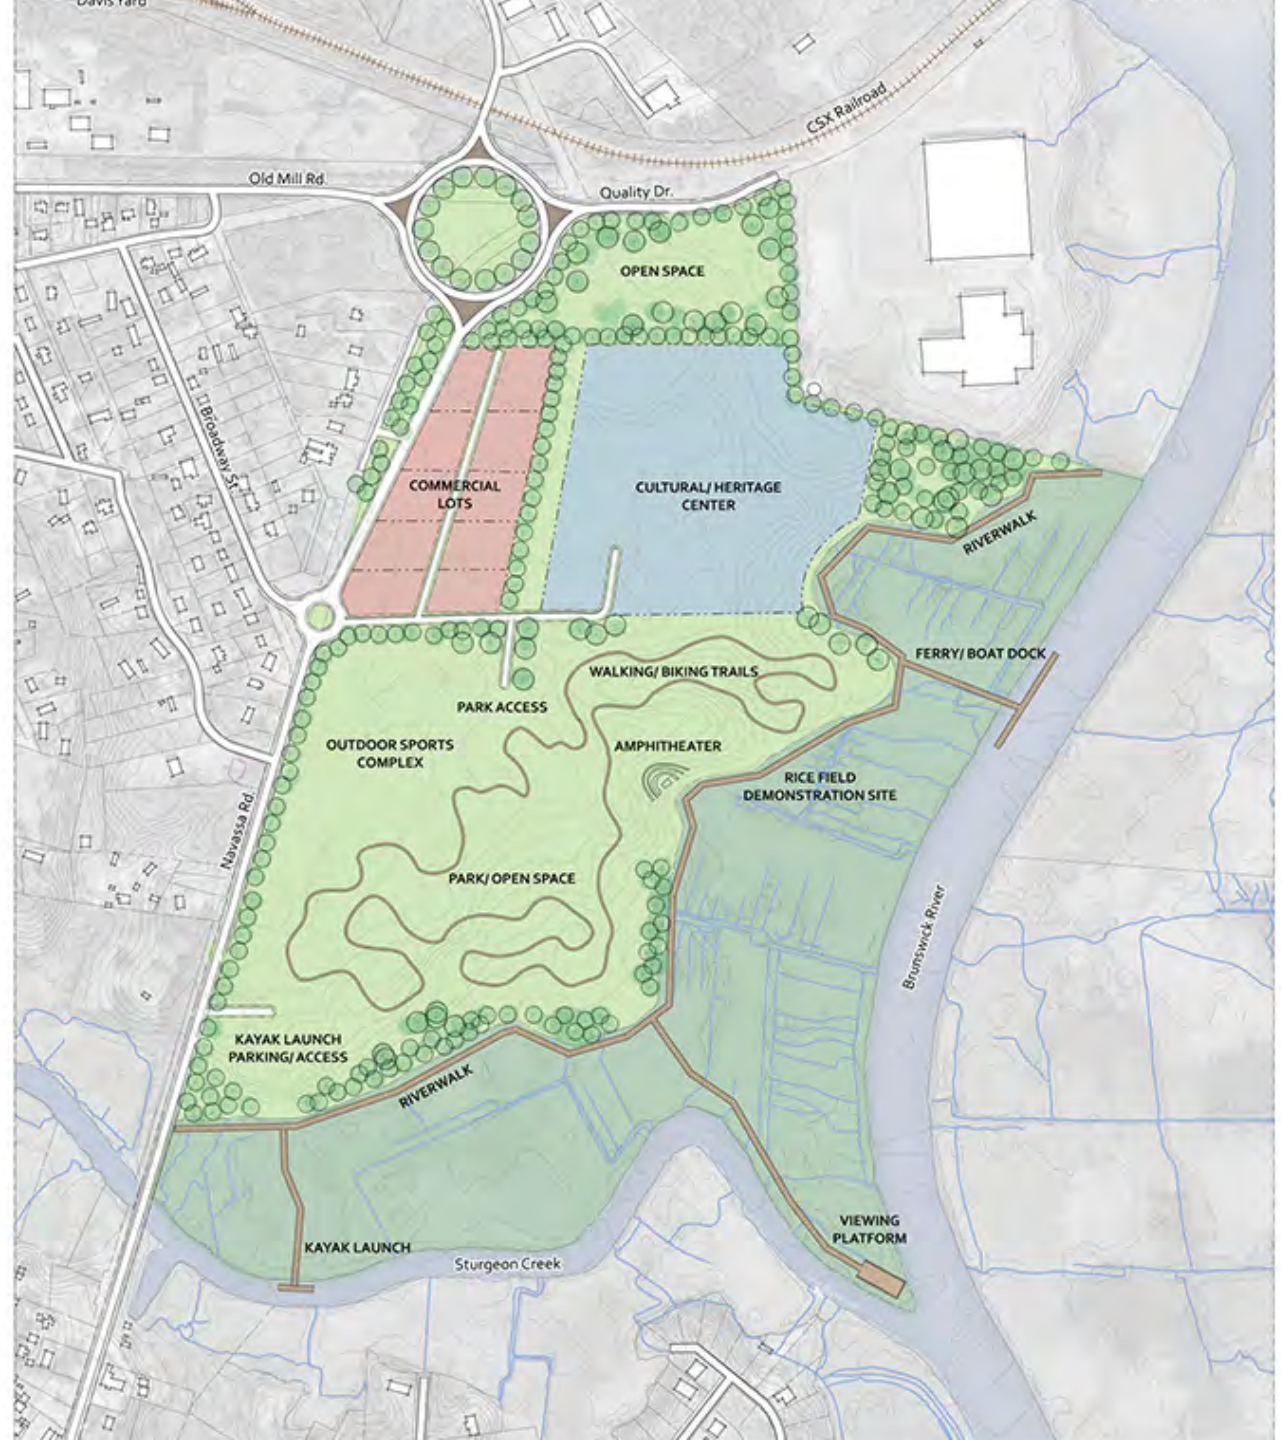 Davis Yard
CSX Railroad
Old Mill Rd.
Quality Dr.
OPEN SPACE
Broadway St.
COMMERCIAL
LOTS
CULTURAL/ HERITAGE
CENTER
RIVERWALK
FERRY/ BOAT DOCK
WALKING/ BIKING TRAILS
PARK ACCESS
OUTDOOR SPORTS
COMPLEX
AMPHITHEATER
RICE FIELD
DEMONSTRATION SITE
Navassa Rd.
PARK/ OPEN SPACE
Brunswick River
KAYAK LAUNCH
PARKING/ ACCESS
RIVERWALK
VIEWING
PLATFORM
KAYAK LAUNCH
Sturgeon Creek